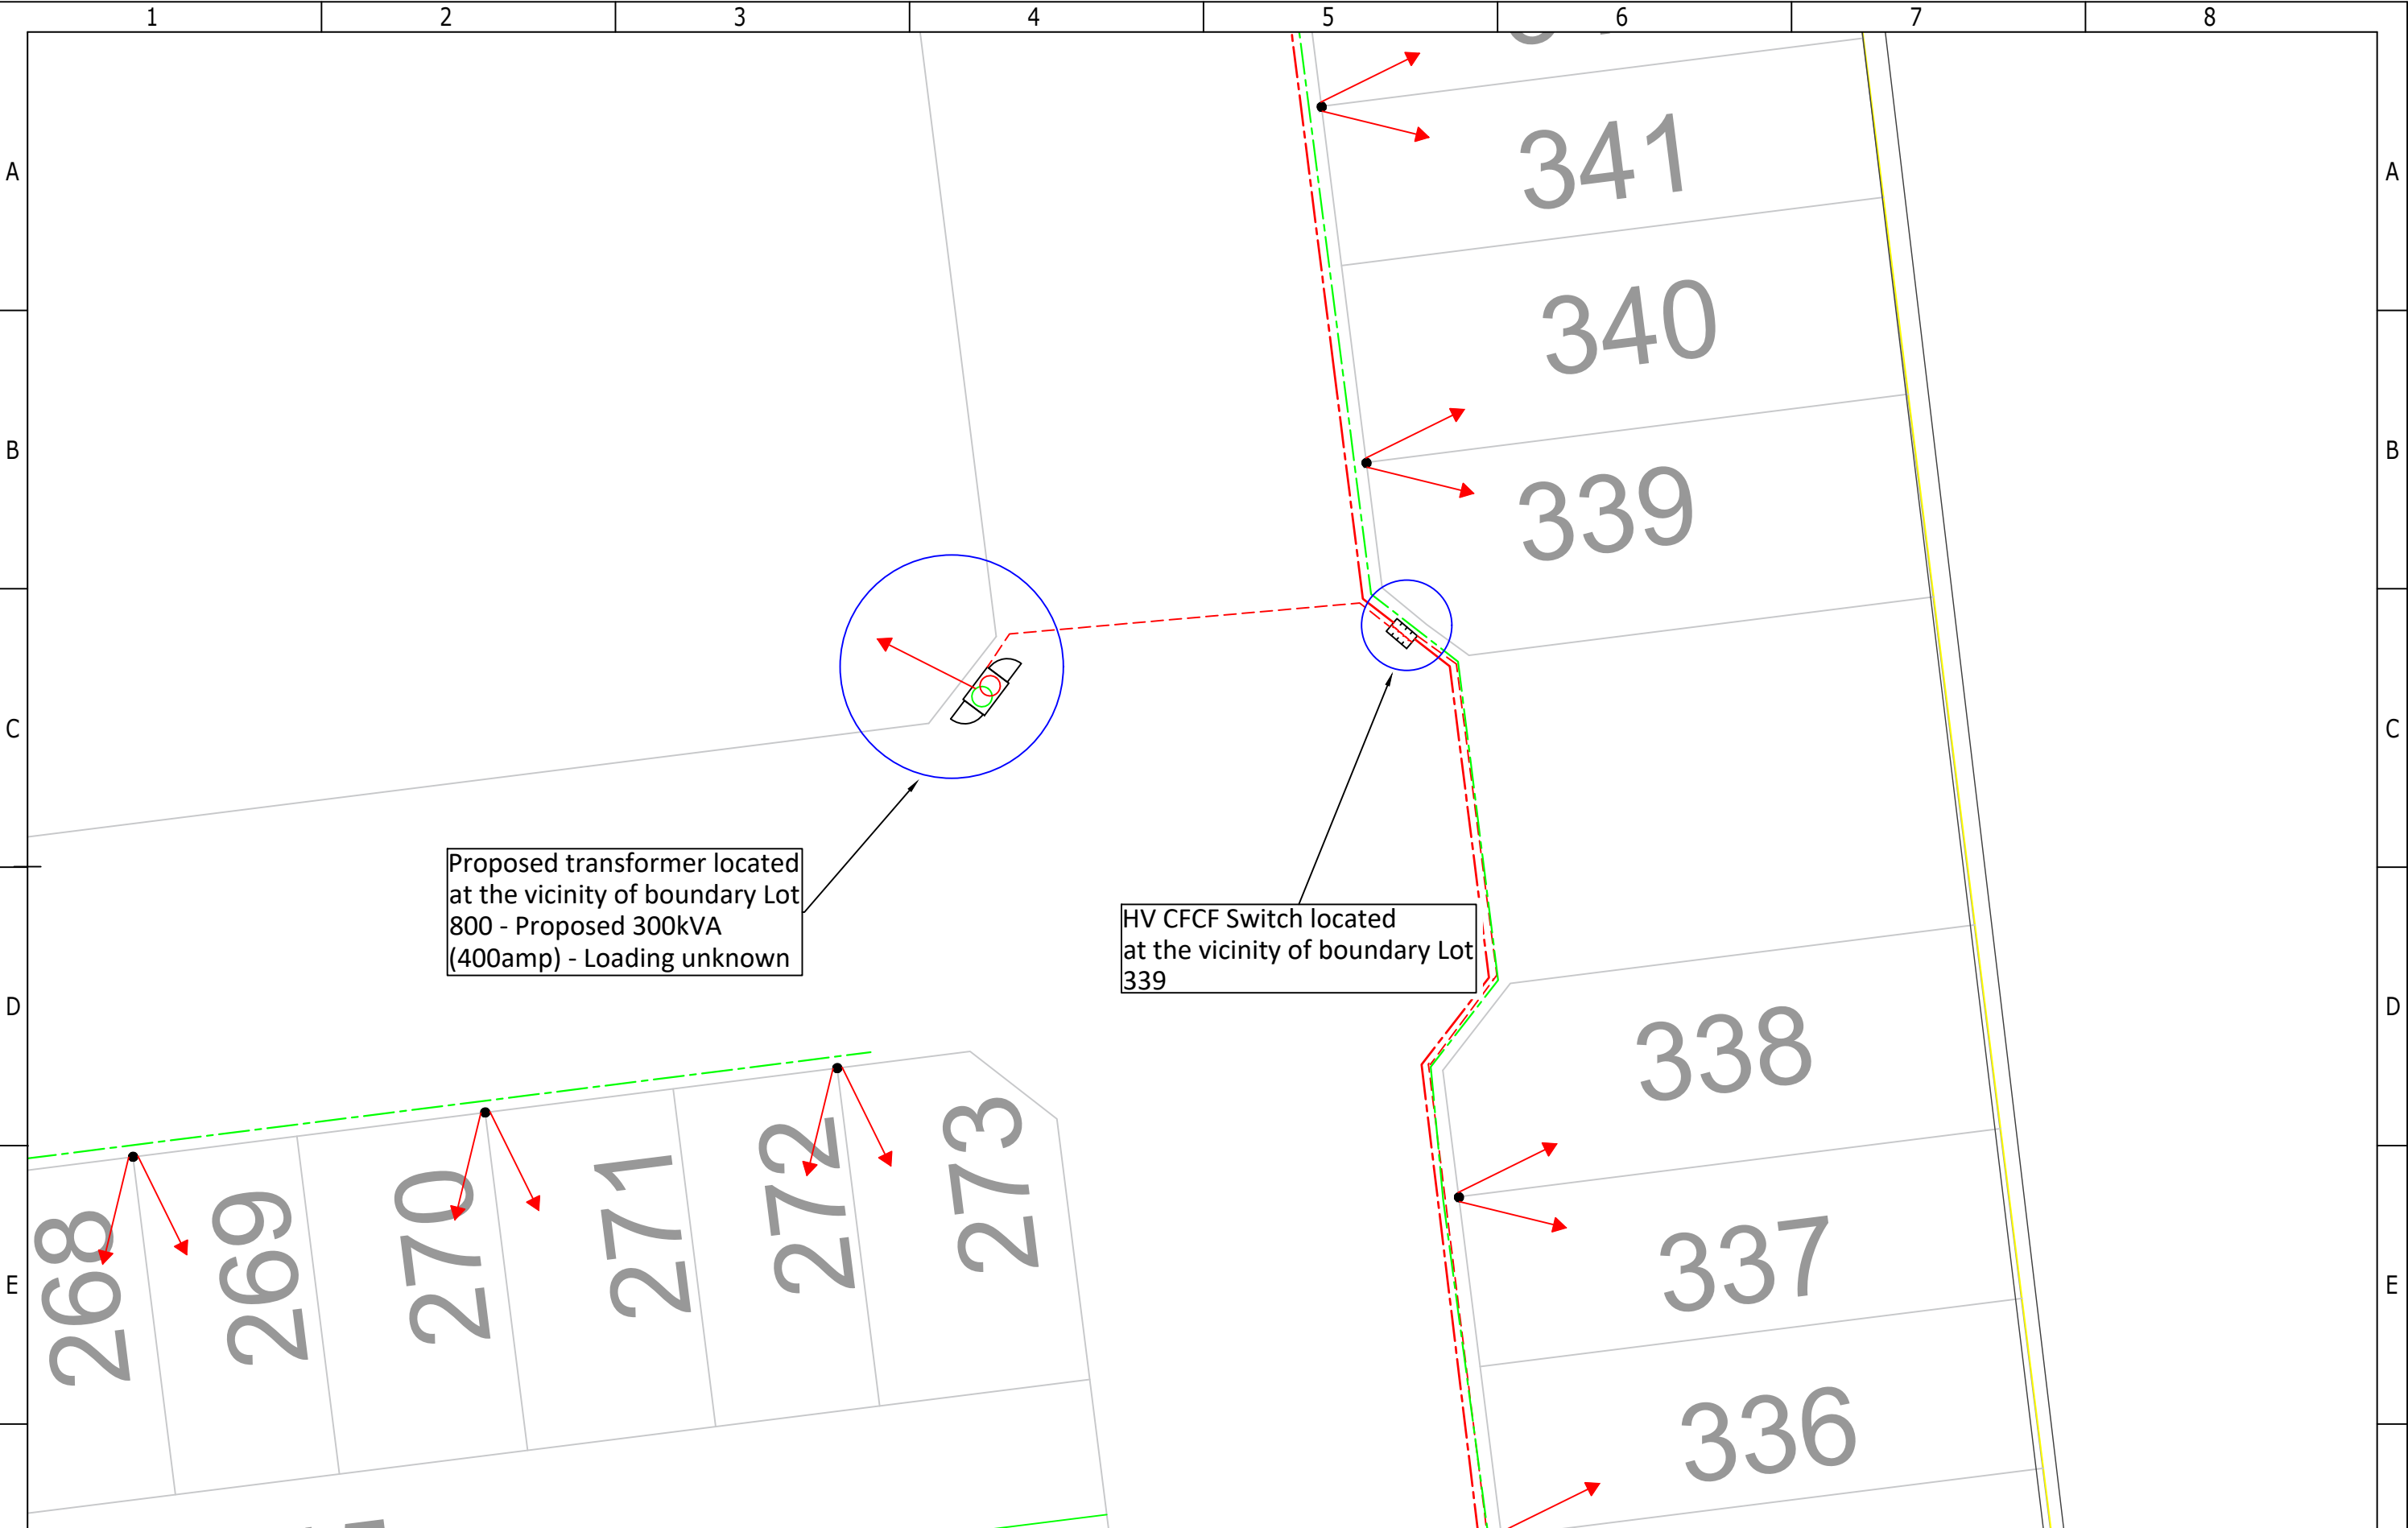 1 2 3 4 5 6 7 8
A A
341
340
B B
339
C C
Proposed transformer located
at the vicinity of boundary Lot
800 - Proposed 300kVA
(400amp) - Loading unknown
HV CFCF Switch located
at the vicinity of boundary Lot
339
D D
338
268
269
270
271
272
273
337
E E
336